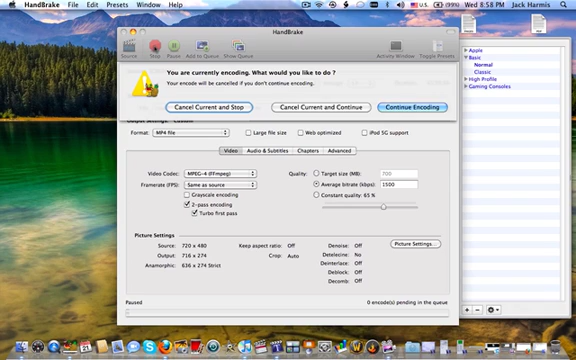 HandBrake File Edit Presets Window Help
U.S. (99%) Wed 8:58 PM Jack Harmis
HandBrake
Source Stop Pause Add to Queue Show Queue Activity Window Toggle Presets
You are currently encoding. What would you like to do ?
Your encode will be cancelled if you don't continue encoding.
Cancel Current and Stop Cancel Current and Continue Continue Encoding
Format: MP4 file Large file size Web optimized iPod 5G support
Video Audio & Subtitles Chapters Advanced
Video Codec: MPEG-4 (FFmpeg) Quality: Target size (MB): 700
Framerate (FPS): Same as source Average bitrate (kbps): 1500
Grayscale encoding Constant quality: 65 %
2-pass encoding
Turbo first pass
Picture Settings
Source: 720 x 480 Keep aspect ratio: Off Denoise: Off Picture Settings...
Output: 716 x 274 Crop: Auto Detelecine: No
Anamorphic: 636 x 274 Strict Deinterlace: Off
Deblock: Off
Decomb: Off
Paused 0 encode(s) pending in the queue
Apple
Basic
Normal
Classic
High Profile
Gaming Consoles